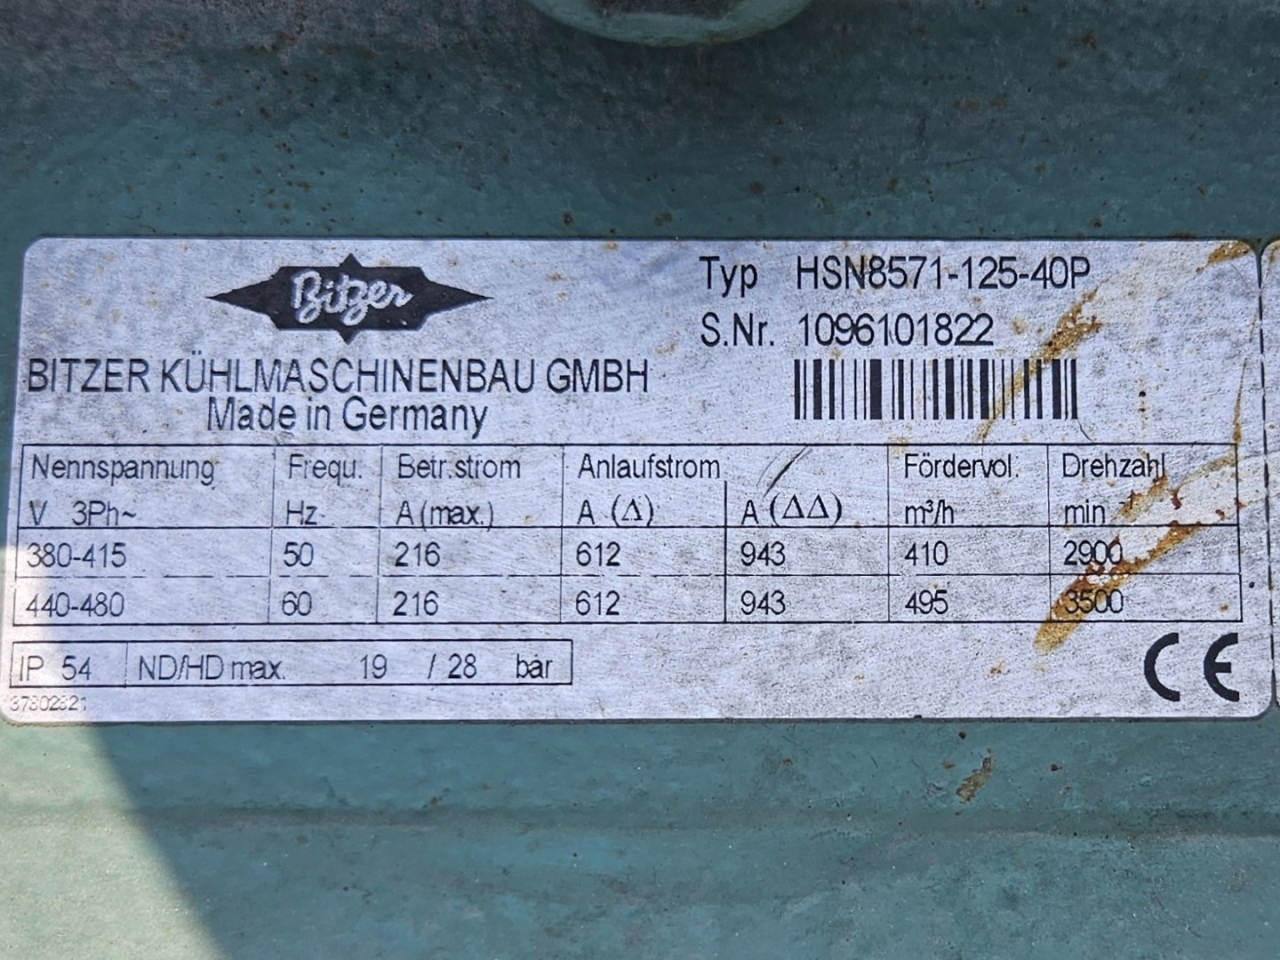 Bitzer
BITZER KÜHLMASCHINENBAU GMBH
Made in Germany
Typ HSN8571-125-40P
S.Nr. 1096101822
Nennspannung Frequ. Betr.strom Anlaufstrom Fördervol. Drehzahl
V 3Ph~ Hz A (max.) A (Δ) A (ΔΔ) m³/h min
380-415 50 216 612 943 410 2900
440-480 60 216 612 943 495 3500
IP 54 ND/HD max. 19 / 28 bar
CE